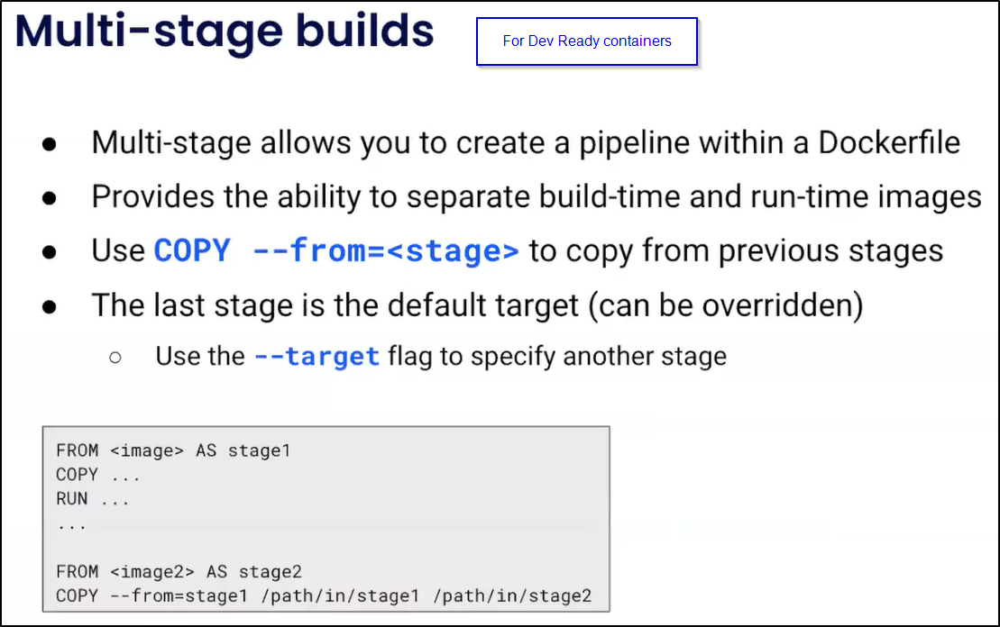 Multi-stage builds
For Dev Ready containers
● Multi-stage allows you to create a pipeline within a Dockerfile
● Provides the ability to separate build-time and run-time images
● Use COPY --from=<stage> to copy from previous stages
● The last stage is the default target (can be overridden)
○ Use the --target flag to specify another stage
FROM <image> AS stage1
COPY ...
RUN ...
...
FROM <image2> AS stage2
COPY --from=stage1 /path/in/stage1 /path/in/stage2